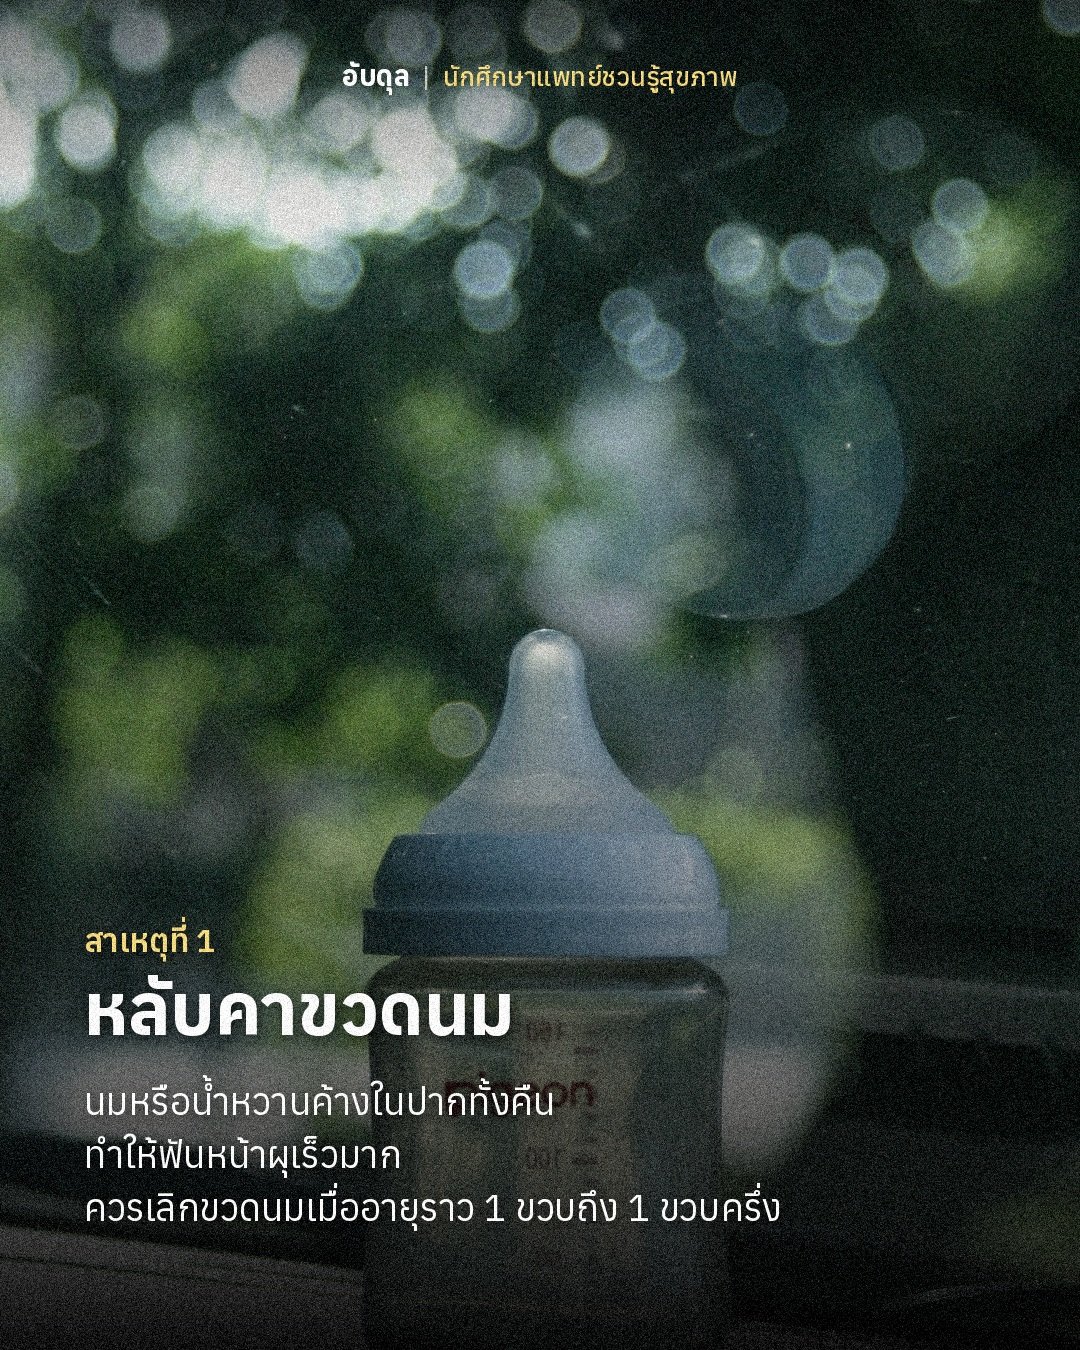 อับดุล | นักศึกษาแพทย์ชวนรู้สุขภาพ
สาเหตุที่ 1
หลับคาขวดนม
นมหรือน้ำหวานค้างในปากทั้งคืน
ทำให้ฟันหน้าผุเร็วมาก
ควรเลิกขวดนมเมื่ออายุราว 1 ขวบถึง 1 ขวบครึ่ง